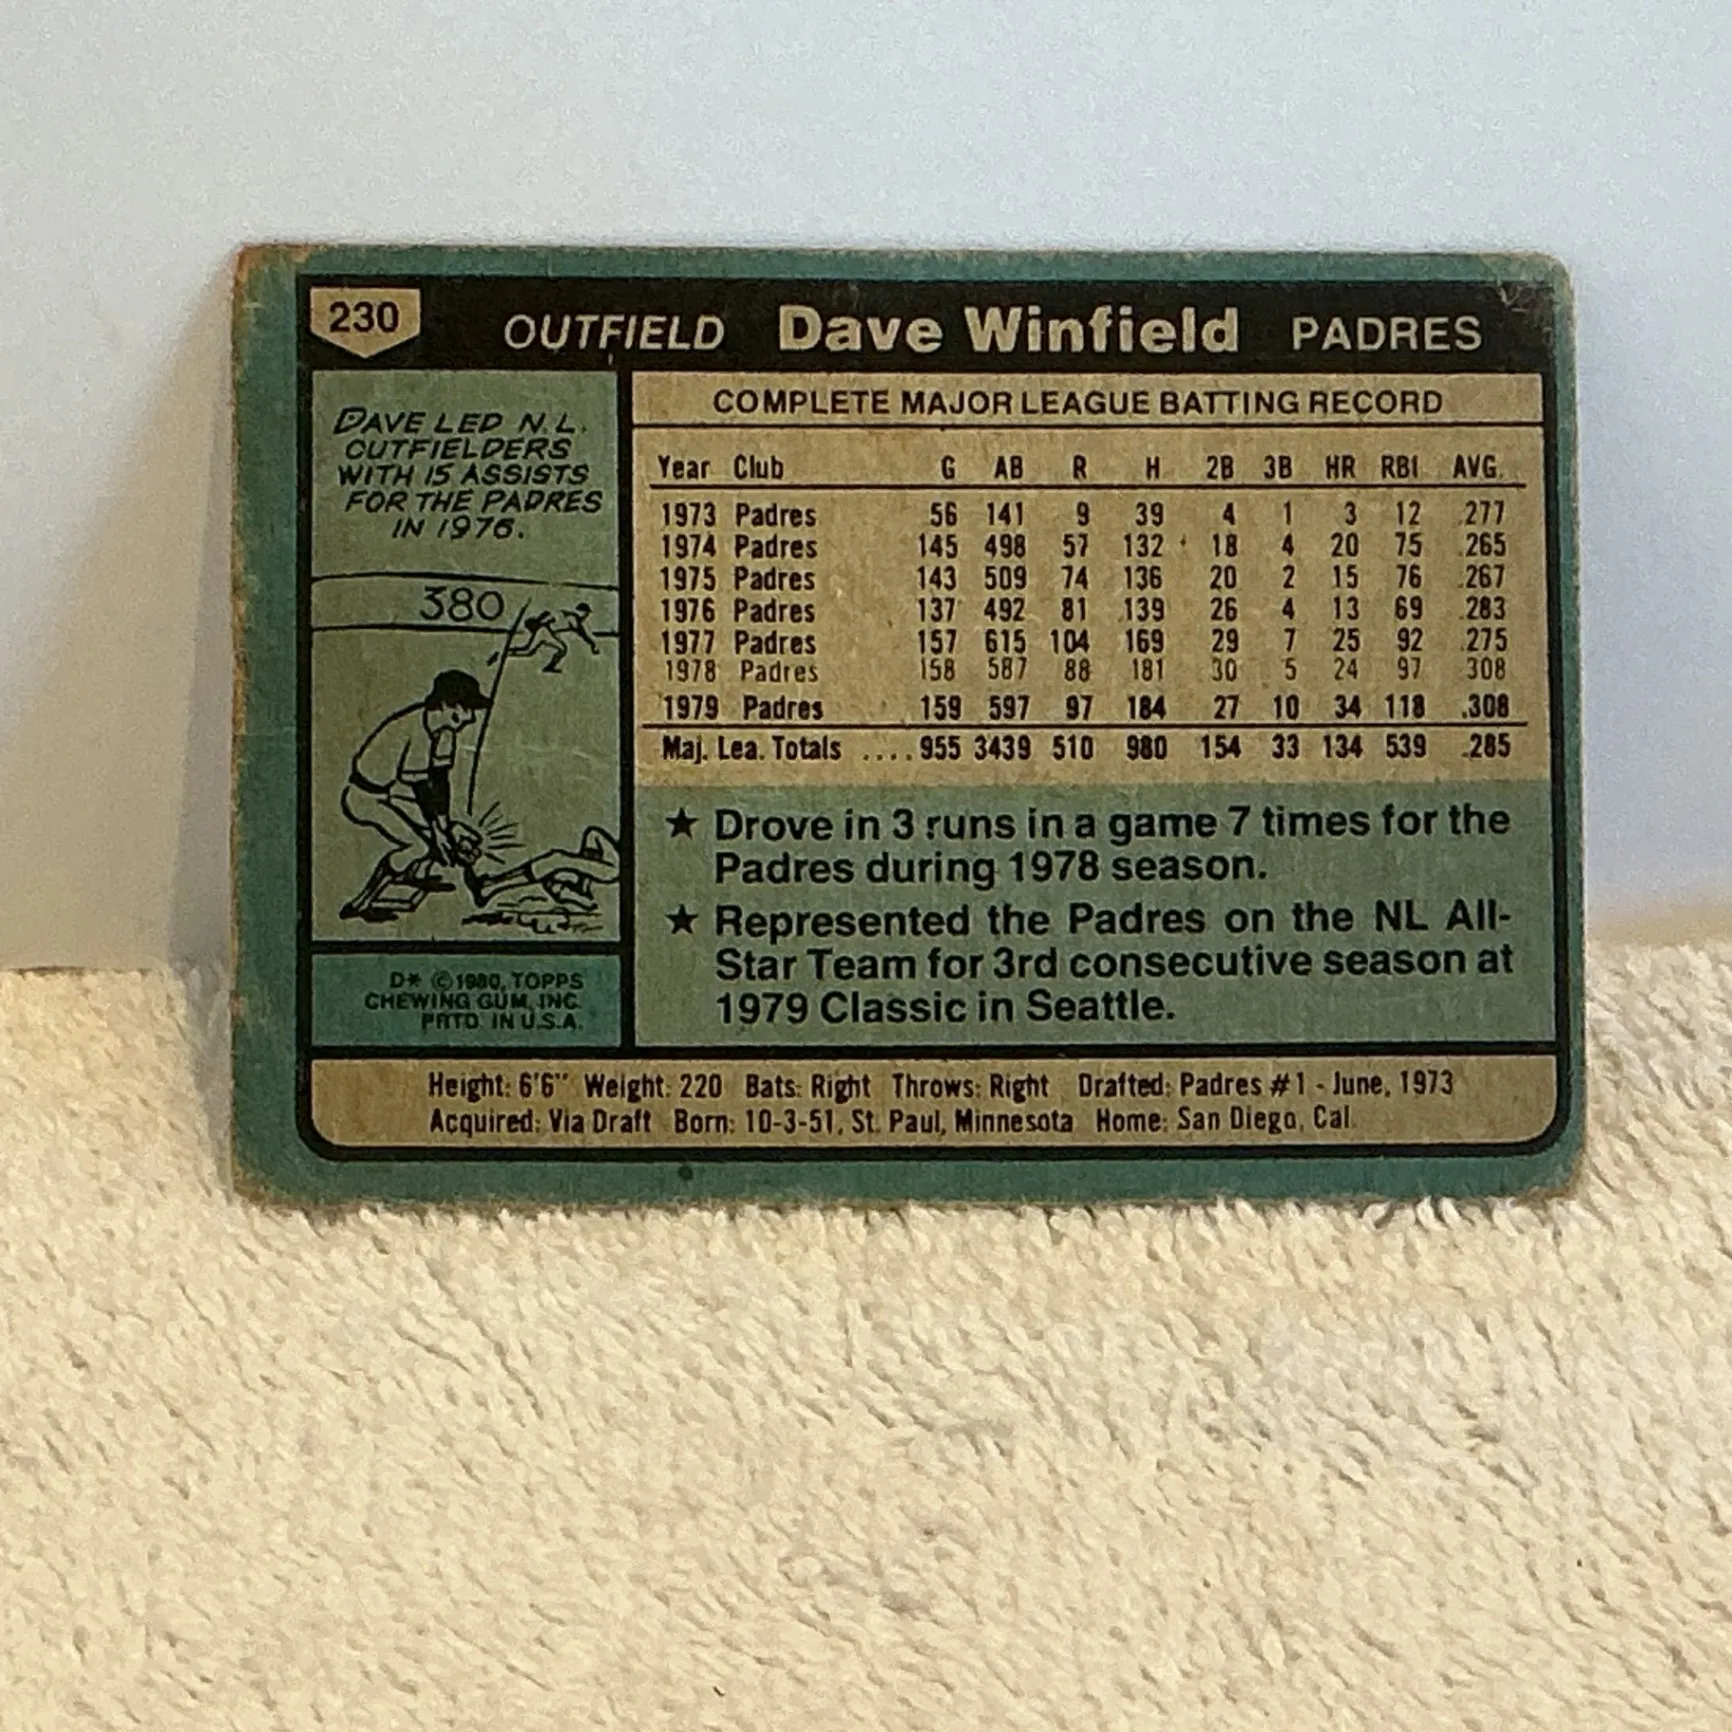 230 OUTFIELD Dave Winfield PADRES
DAVE LED N.L.
OUTFIELDERS
WITH 15 ASSISTS
FOR THE PADRES
IN 1976.
380
D* ©1980, TOPPS
CHEWING GUM, INC.
PRTD. IN U.S.A.
COMPLETE MAJOR LEAGUE BATTING RECORD
Year Club G AB R H 2B 3B HR RBI AVG.
1973 Padres 56 141 9 39 4 1 3 12 .277
1974 Padres 145 498 57 132 18 4 20 75 .265
1975 Padres 143 509 74 136 20 2 15 76 .267
1976 Padres 137 492 81 139 26 4 13 69 .283
1977 Padres 157 615 104 169 29 7 25 92 .275
1978 Padres 158 587 88 181 30 5 24 97 .308
1979 Padres 159 597 97 184 27 10 34 118 .308
Maj. Lea. Totals ....955 3439 510 980 154 33 134 539 .285
★ Drove in 3 runs in a game 7 times for the
Padres during 1978 season.
★ Represented the Padres on the NL All-
Star Team for 3rd consecutive season at
1979 Classic in Seattle.
Height: 6'6" Weight: 220 Bats: Right Throws: Right Drafted: Padres #1 - June, 1973
Acquired: Via Draft Born: 10-3-51, St. Paul, Minnesota Home: San Diego, Cal.